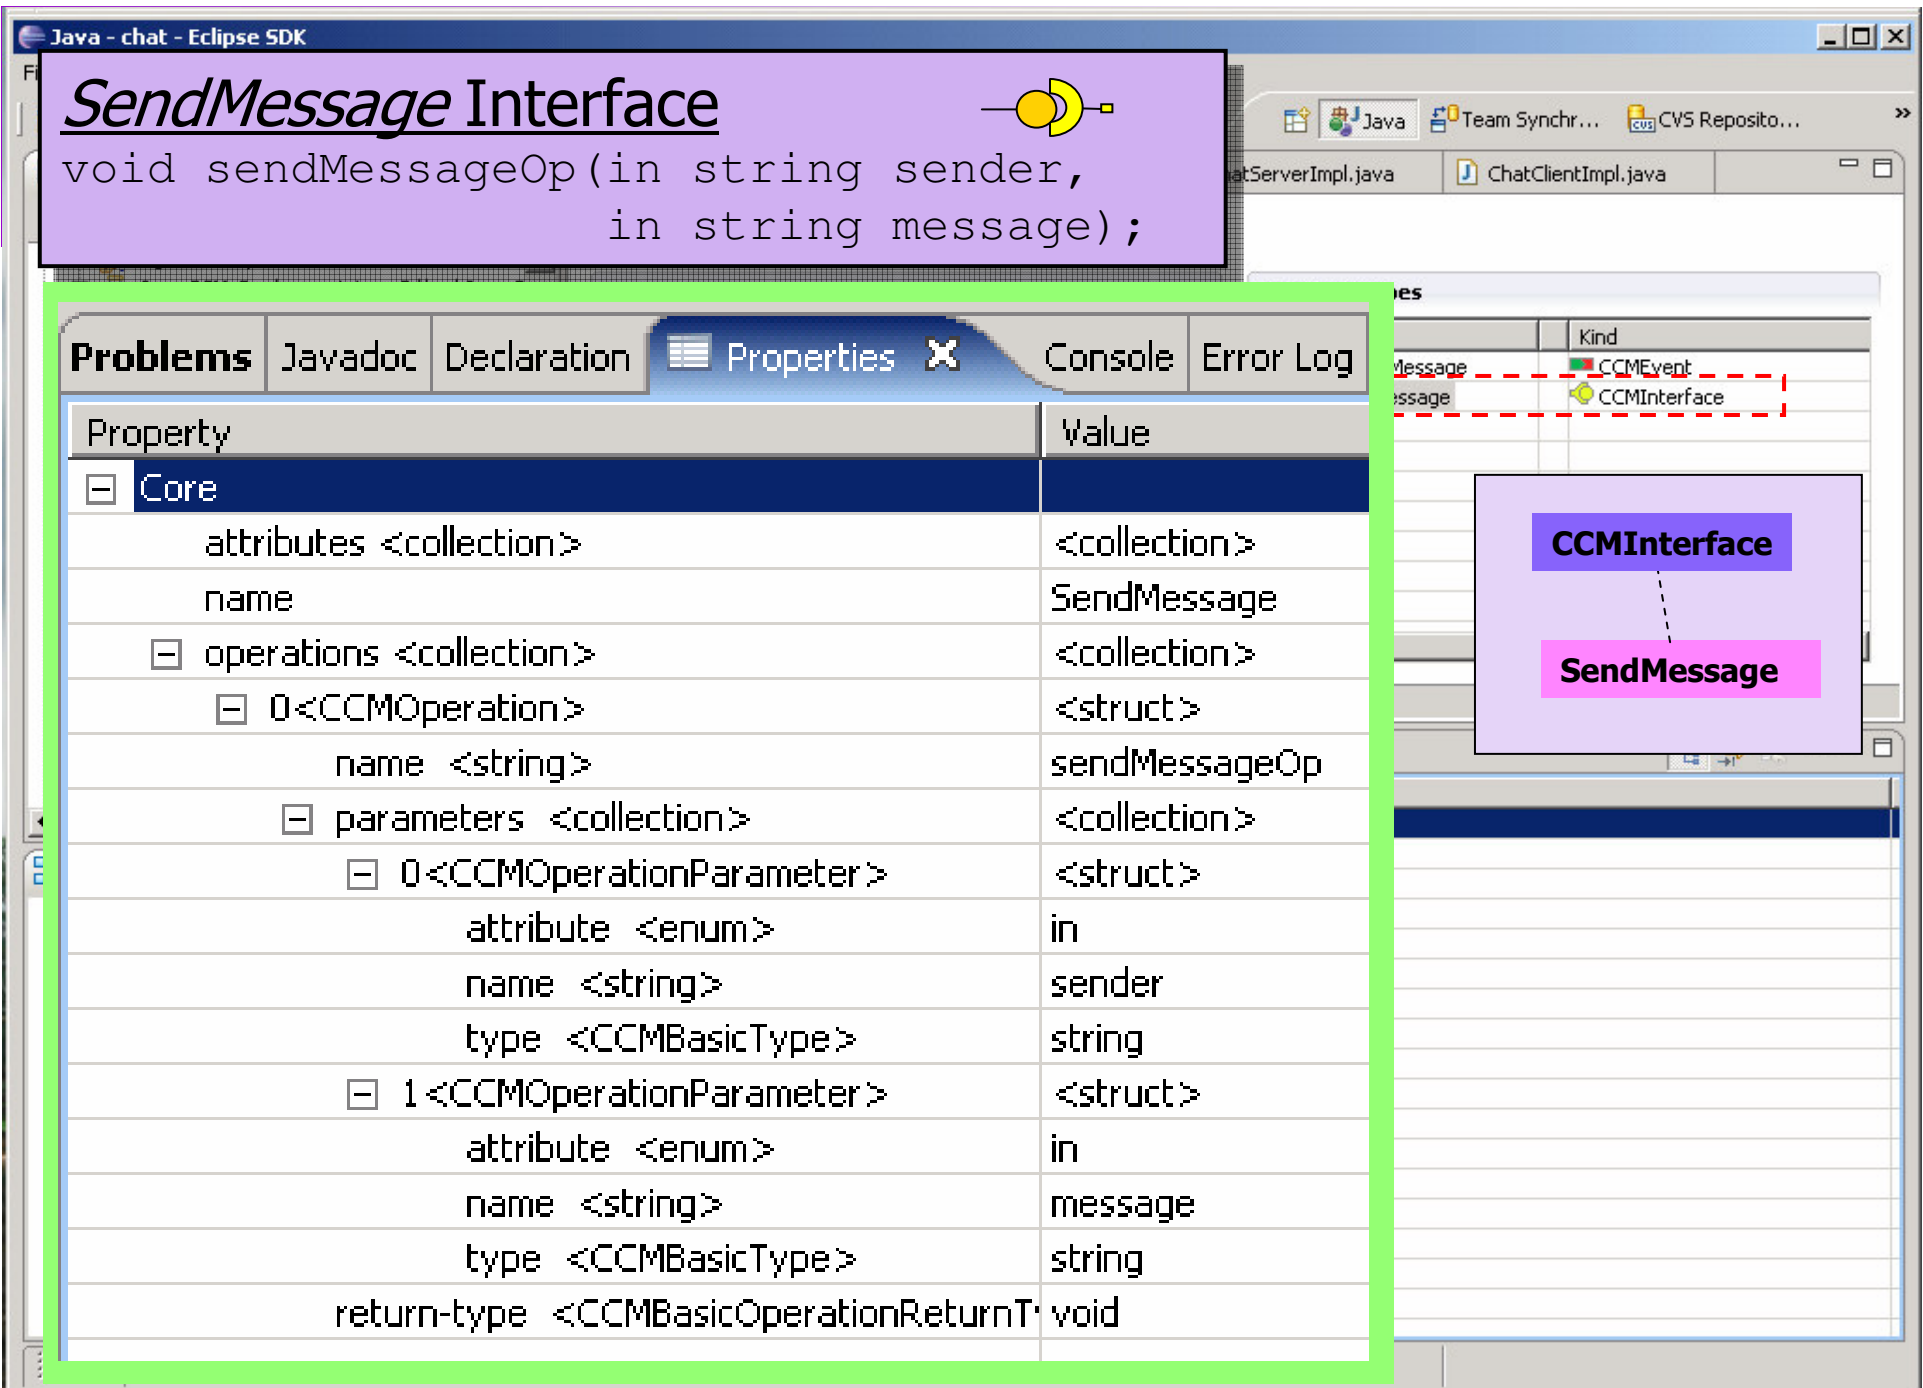 Java - chat - Eclipse SDK
SendMessage Interface
void sendMessageOp(in string sender,
in string message);
Java
Team Synchr...
CVS Reposito...
»
ChatClientImpl.java
Problems
Javadoc
Declaration
Properties
Console
Error Log
Kind
CCMEvent
CCMInterface
Property Value
Core
attributes <collection> <collection>
name SendMessage
operations <collection> <collection>
0<CCMOperation> <struct>
name <string> sendMessageOp
parameters <collection> <collection>
0<CCMOperationParameter> <struct>
attribute <enum> in
name <string> sender
type <CCMBasicType> string
1<CCMOperationParameter> <struct>
attribute <enum> in
name <string> message
type <CCMBasicType> string
return-type <CCMBasicOperationReturnT void
CCMInterface
SendMessage